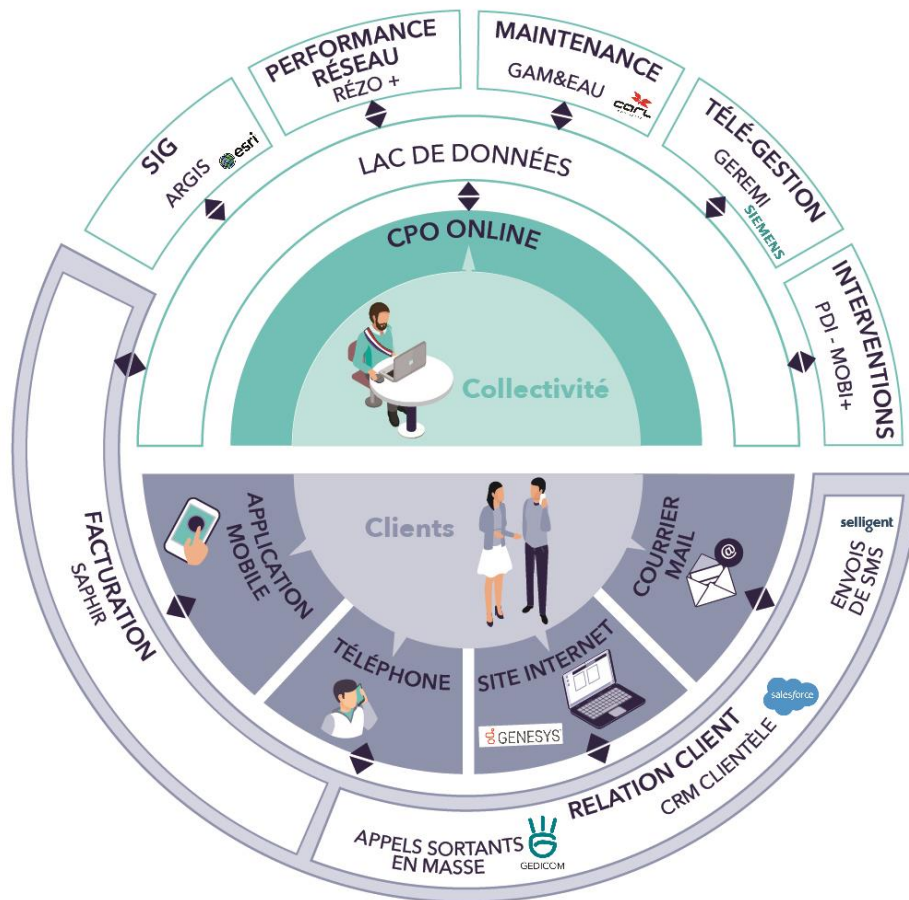 PERFORMANCE
RÉSEAU
RÉZO +
MAINTENANCE
GAM&EAU
carl
SIG
ARGIS
esri
TÉLÉ-GESTION
GEREMI
SIEMENS
INTERVENTIONS
PDI - MOBI+
LAC DE DONNÉES
CPO ONLINE
Collectivité
Clients
APPLICATION
MOBILE
TÉLÉPHONE
SITE INTERNET
GENESYS
COURRIER
MAIL
@
FACTURATION
SAPHIR
selligent
ENVOIS
DE SMS
salesforce
RELATION CLIENT
CRM CLIENTÈLE
APPELS SORTANTS
EN MASSE
GEDICOM